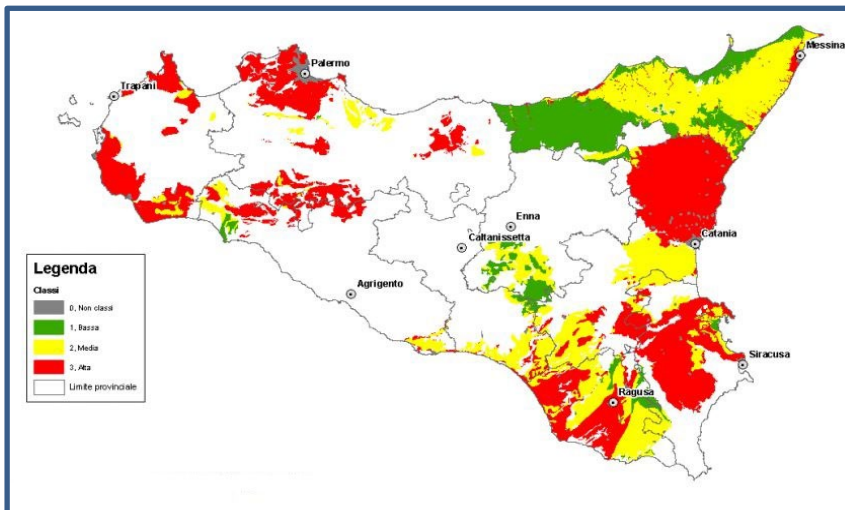 Messina
Palermo
Trapani
Enna
Caltanissetta
Catania
Agrigento
Siracusa
Ragusa
Legenda
Classi
0, Non classi
1, Bassa
2, Media
3, Alta
Limite provinciale